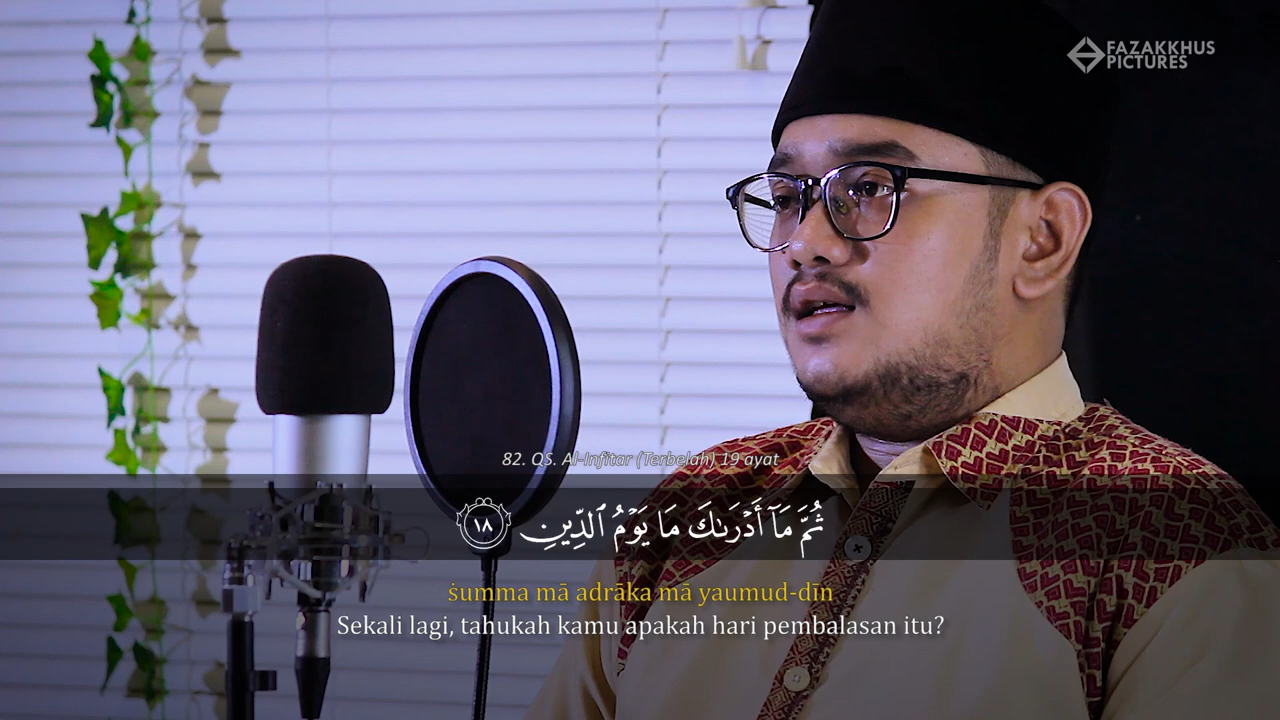 FAZAKKHUS
PICTURES
82. QS. Al-Infitar (Terbelah) 19 ayat
ثُمَّ مَآ أَدْرَىٰكَ مَا يَوْمُ ٱلدِّينِ ١٨
ṡumma mā adrāka mā yaumud-dīn
Sekali lagi, tahukah kamu apakah hari pembalasan itu?